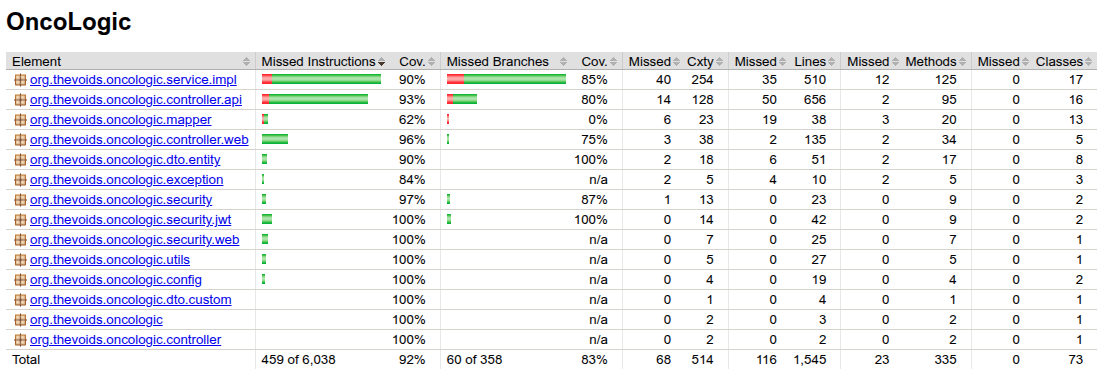 OncoLogic
Element Missed Instructions Cov. Missed Branches Cov. Missed Cxty Missed Lines Missed Methods Missed Classes
org.thevoids.oncologic.service.impl 90% 85% 40 254 35 510 12 125 0 17
org.thevoids.oncologic.controller.api 93% 80% 14 128 50 656 2 95 0 16
org.thevoids.oncologic.mapper 62% 0% 6 23 19 38 3 20 0 13
org.thevoids.oncologic.controller.web 96% 75% 3 38 2 135 2 34 0 5
org.thevoids.oncologic.dto.entity 90% 100% 2 18 6 51 2 17 0 8
org.thevoids.oncologic.exception 84% n/a 2 5 4 10 2 5 0 3
org.thevoids.oncologic.security 97% 87% 1 13 0 23 0 9 0 2
org.thevoids.oncologic.security.jwt 100% 100% 0 14 0 42 0 9 0 2
org.thevoids.oncologic.security.web 100% n/a 0 7 0 25 0 7 0 1
org.thevoids.oncologic.utils 100% n/a 0 5 0 27 0 5 0 1
org.thevoids.oncologic.config 100% n/a 0 4 0 19 0 4 0 2
org.thevoids.oncologic.dto.custom 100% n/a 0 1 0 4 0 1 0 1
org.thevoids.oncologic 100% n/a 0 2 0 3 0 2 0 1
org.thevoids.oncologic.controller 100% n/a 0 2 0 2 0 2 0 1
Total 459 of 6,038 92% 60 of 358 83% 68 514 116 1,545 23 335 0 73